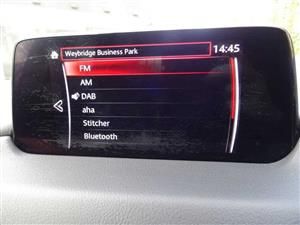 Weybridge Business Park 14:45
FM
AM
DAB
aha
Stitcher
Bluetooth